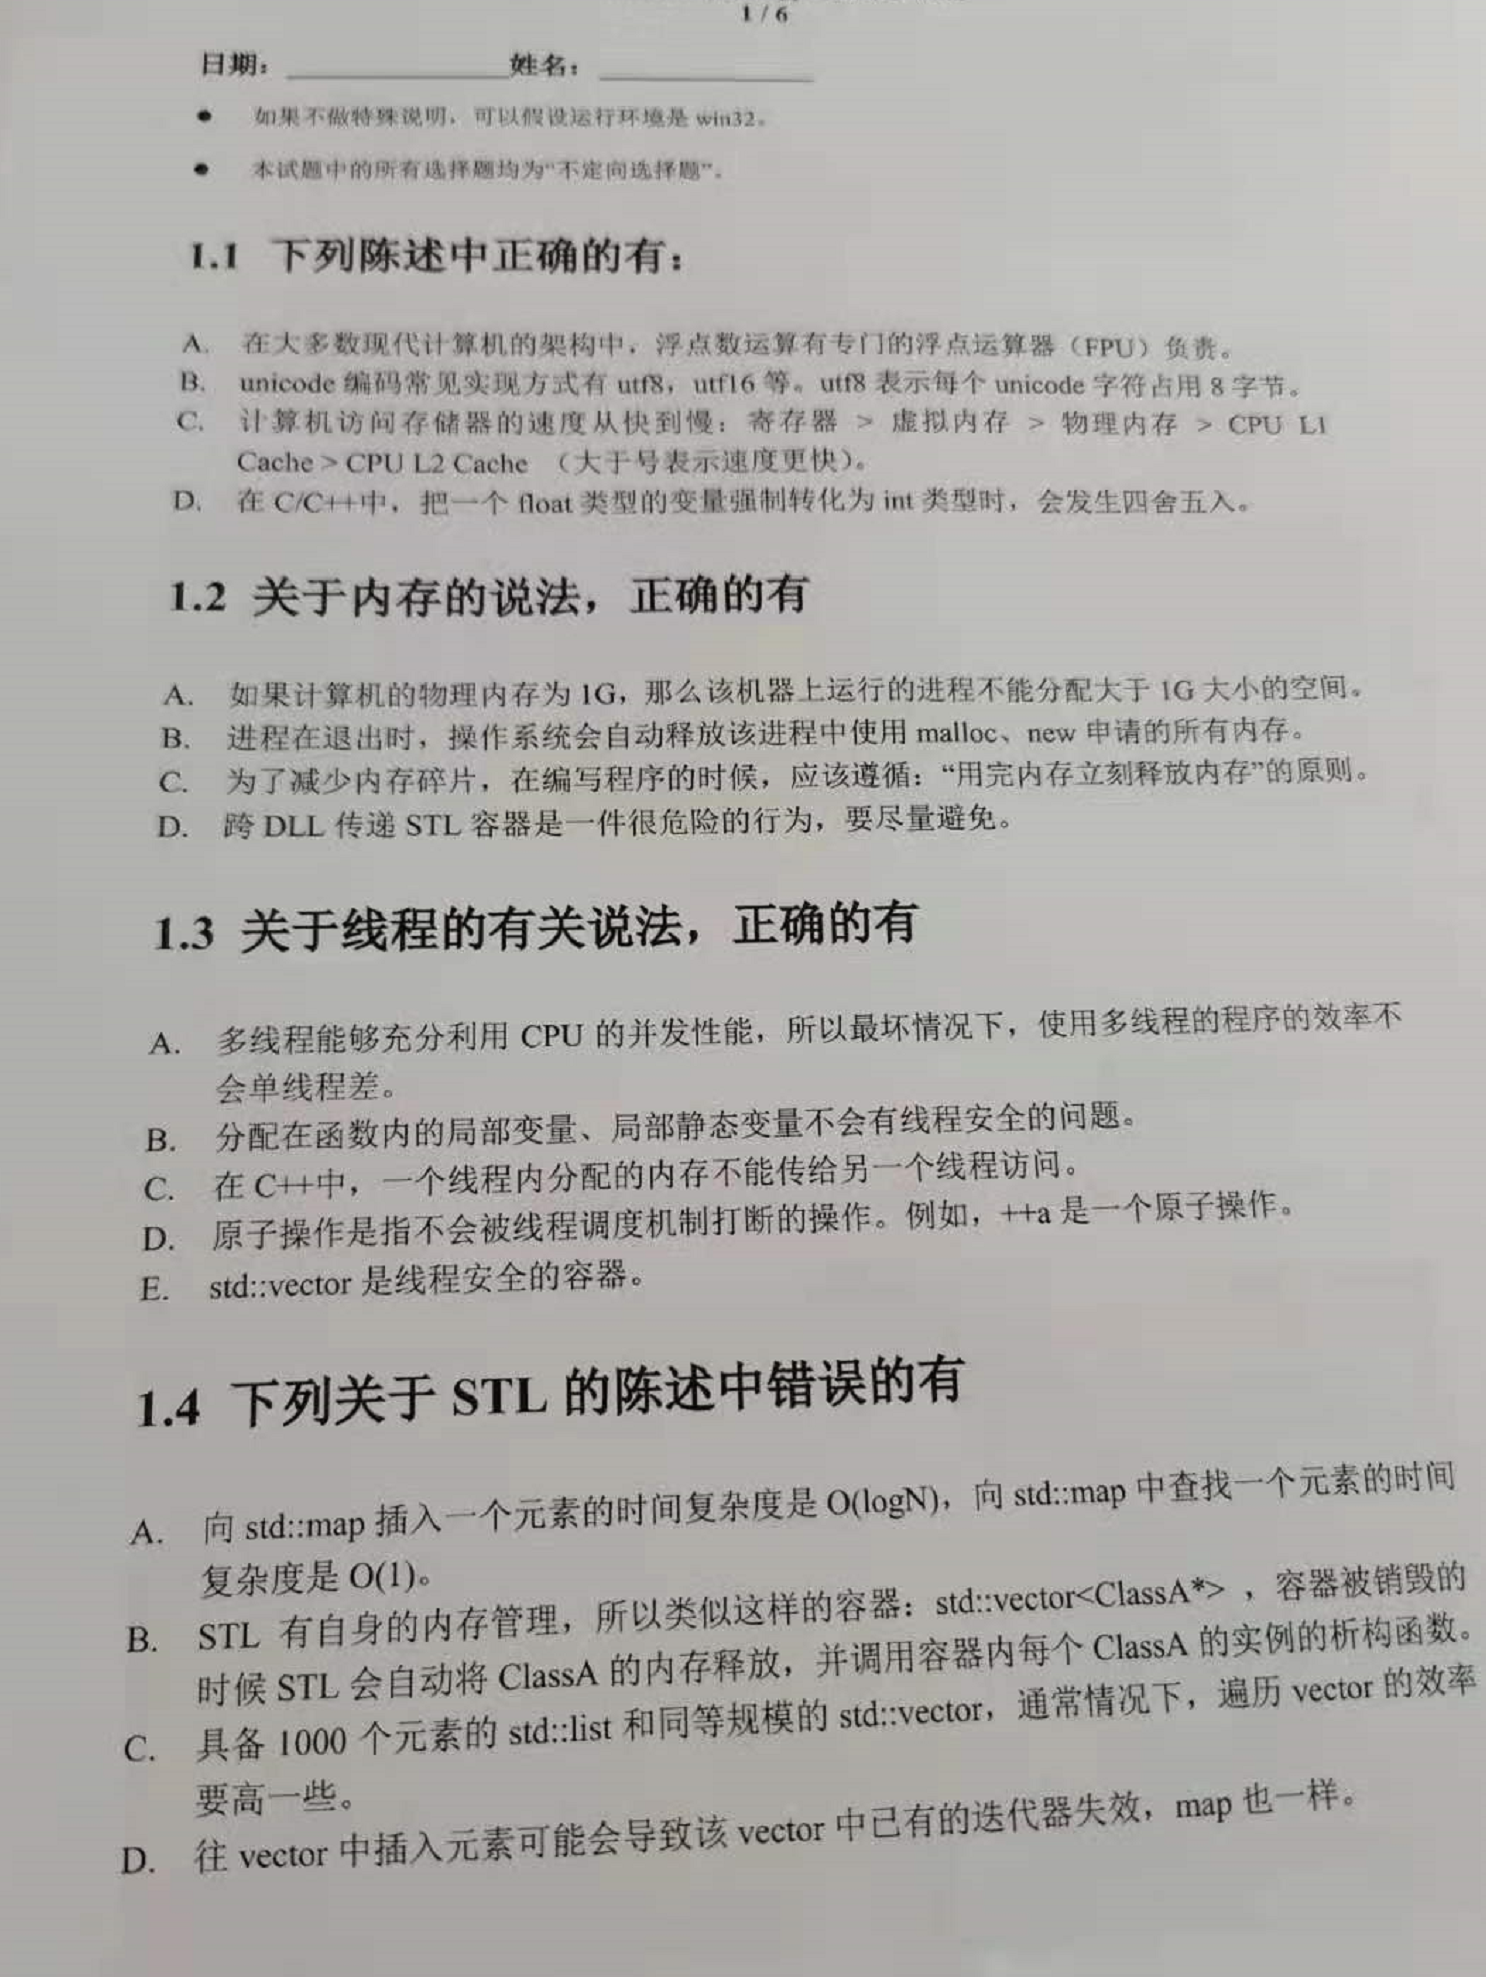 1 / 6
日期： 姓名：
• 如果不做特殊说明，可以假设运行环境是 win32。
• 本试题中的所有选择题均为“不定向选择题”。
1.1 下列陈述中正确的有：
A. 在大多数现代计算机的架构中，浮点数运算有专门的浮点运算器（FPU）负责。
B. unicode 编码常见实现方式有 utf8，utf16 等。utf8 表示每个 unicode 字符占用 8 字节。
C. 计算机访问存储器的速度从快到慢：寄存器 > 虚拟内存 > 物理内存 > CPU L1
Cache > CPU L2 Cache （大于号表示速度更快）。
D. 在 C/C++中，把一个 float 类型的变量强制转化为 int 类型时，会发生四舍五入。
1.2 关于内存的说法，正确的有
A. 如果计算机的物理内存为 1G，那么该机器上运行的进程不能分配大于 1G 大小的空间。
B. 进程在退出时，操作系统会自动释放该进程中使用 malloc、new 申请的所有内存。
C. 为了减少内存碎片，在编写程序的时候，应该遵循：“用完内存立刻释放内存”的原则。
D. 跨 DLL 传递 STL 容器是一件很危险的行为，要尽量避免。
1.3 关于线程的有关说法，正确的有
A. 多线程能够充分利用 CPU 的并发性能，所以最坏情况下，使用多线程的程序的效率不
会单线程差。
B. 分配在函数内的局部变量、局部静态变量不会有线程安全的问题。
C. 在 C++中，一个线程内分配的内存不能传给另一个线程访问。
D. 原子操作是指不会被线程调度机制打断的操作。例如，++a 是一个原子操作。
E. std::vector 是线程安全的容器。
1.4 下列关于 STL 的陈述中错误的有
A. 向 std::map 插入一个元素的时间复杂度是 O(logN)，向 std::map 中查找一个元素的时间
复杂度是 O(1)。
B. STL 有自身的内存管理，所以类似这样的容器：std::vector<ClassA*> ，容器被销毁的
时候 STL 会自动将 ClassA 的内存释放，并调用容器内每个 ClassA 的实例的析构函数。
C. 具备 1000 个元素的 std::list 和同等规模的 std::vector，通常情况下，遍历 vector 的效率
要高一些。
D. 往 vector 中插入元素可能会导致该 vector 中已有的迭代器失效，map 也一样。